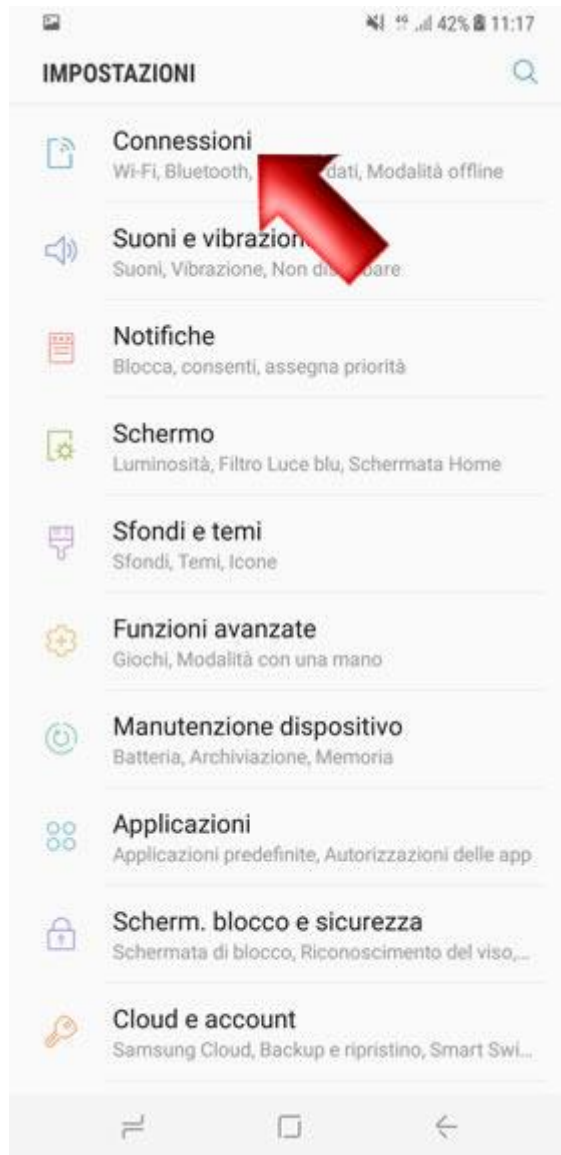 42% 11:17
IMPOSTAZIONI
Connessioni
Wi-Fi, Bluetooth, dati, Modalità offline
Suoni e vibrazion
Suoni, Vibrazione, Non dis bare
Notifiche
Blocca, consenti, assegna priorità
Schermo
Luminosità, Filtro Luce blu, Schermata Home
Sfondi e temi
Sfondi, Temi, Icone
Funzioni avanzate
Giochi, Modalità con una mano
Manutenzione dispositivo
Batteria, Archiviazione, Memoria
Applicazioni
Applicazioni predefinite, Autorizzazioni delle app
Scherm. blocco e sicurezza
Schermata di blocco, Riconoscimento del viso,...
Cloud e account
Samsung Cloud, Backup e ripristino, Smart Swi...